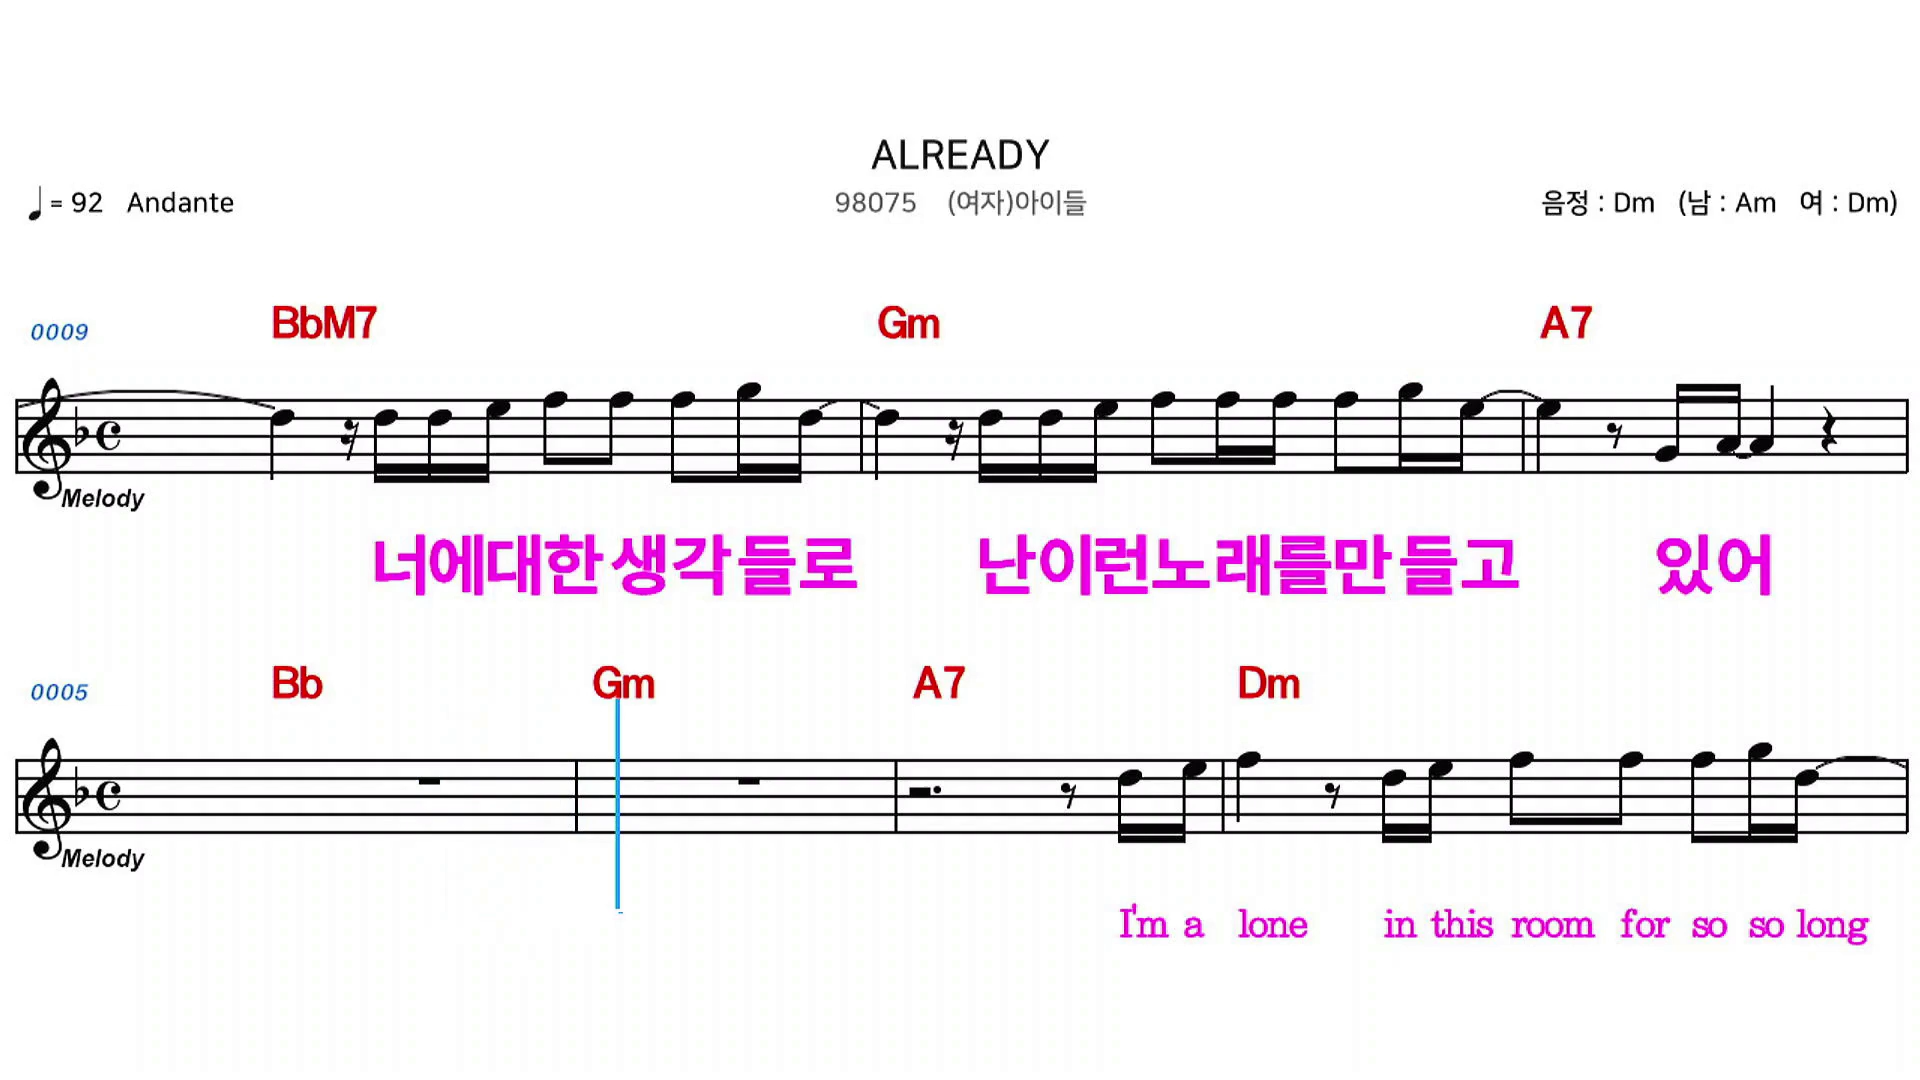 ALREADY
♩ = 92 Andante 98075 (여자)아이들 음정 : Dm (남 : Am 여 : Dm)
0009 BbM7 Gm A7
Melody
너에대한생각들로 난이런노래를만들고 있어
0005 Bb Gm A7 Dm
Melody
I'm a lone in this room for so so long